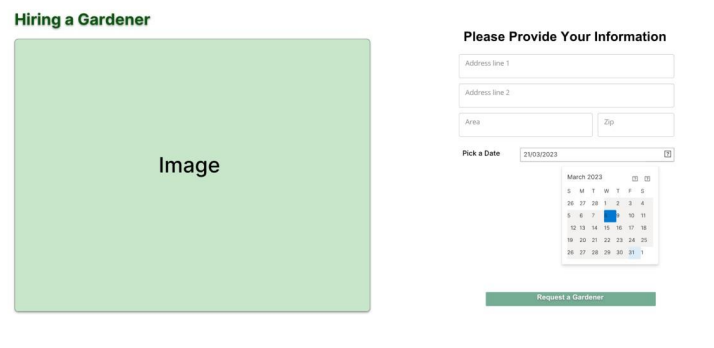 Hiring a Gardener
Image
Please Provide Your Information
Address line 1
Address line 2
Area Zip
Pick a Date 21/03/2023
March 2023
S M T W T F S
26 27 28 1 2 3 4
5 6 7 9 10 11
12 13 14 15 16 17 18
19 20 21 22 23 24 25
26 27 28 29 30 31 1
Request a Gardener